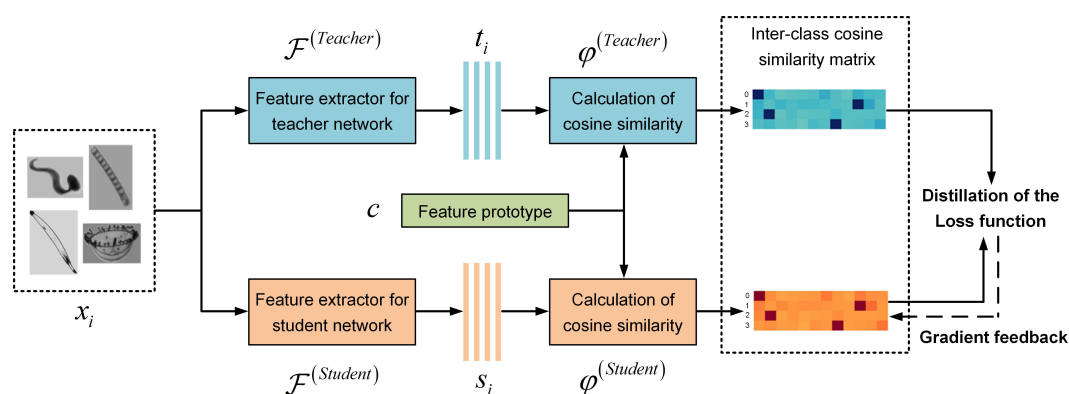 𝓕^(Teacher)
t_i
φ^(Teacher)
Inter-class cosine
similarity matrix
Feature extractor for
teacher network
Calculation of
cosine similarity
0
1
2
3
c
Feature prototype
Distillation of the
Loss function
x_i
Feature extractor for
student network
Calculation of
cosine similarity
0
1
2
3
Gradient feedback
𝓕^(Student)
s_i
φ^(Student)